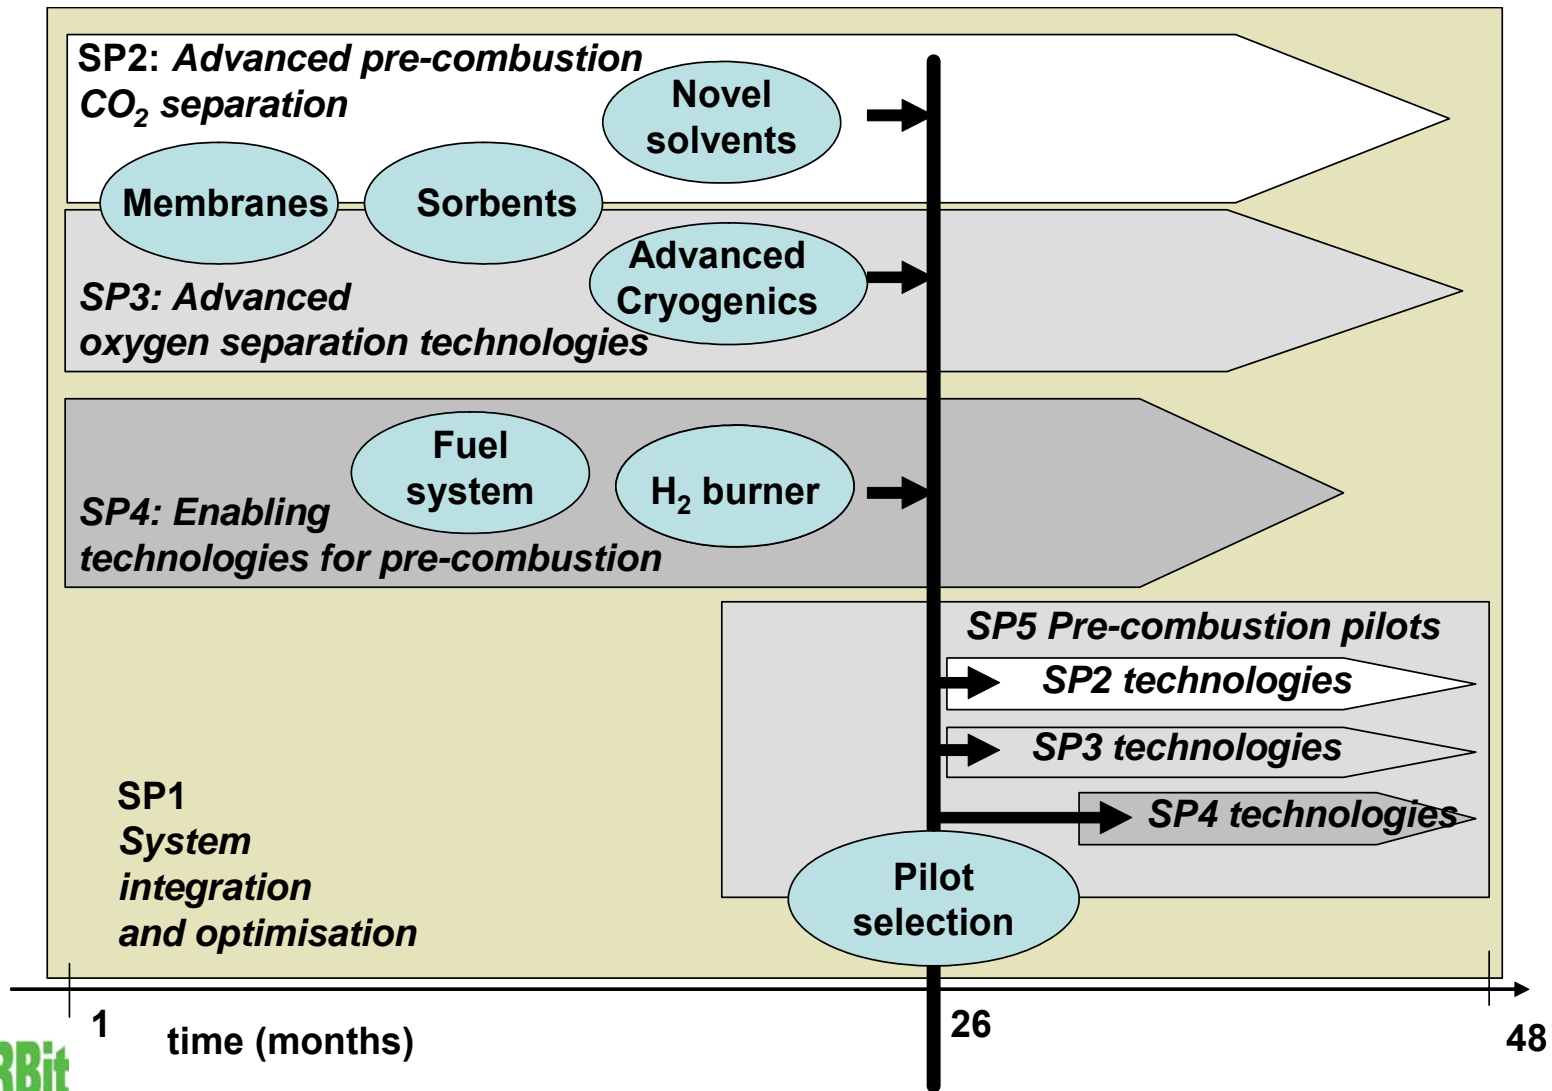 SP2: Advanced pre-combustion
CO₂ separation
Novel
solvents
Membranes
Sorbents
Advanced
Cryogenics
SP3: Advanced
oxygen separation technologies
Fuel
system
H₂ burner
SP4: Enabling
technologies for pre-combustion
SP5 Pre-combustion pilots
SP2 technologies
SP3 technologies
SP4 technologies
Pilot
selection
SP1
System
integration
and optimisation
1
time (months)
26
48
RBit